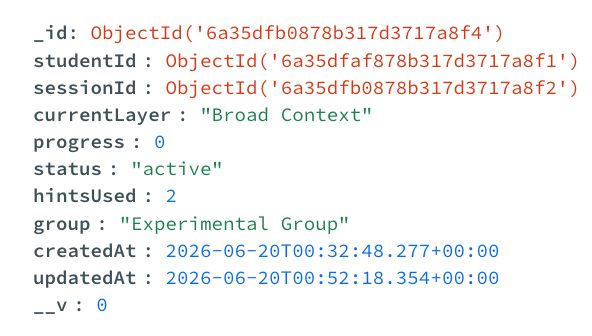 _id: ObjectId('6a35dfb0878b317d3717a8f4')
studentId : ObjectId('6a35dfaf878b317d3717a8f1')
sessionId : ObjectId('6a35dfb0878b317d3717a8f2')
currentLayer : "Broad Context"
progress : 0
status : "active"
hintsUsed : 2
group : "Experimental Group"
createdAt : 2026-06-20T00:32:48.277+00:00
updatedAt : 2026-06-20T00:52:18.354+00:00
__v : 0